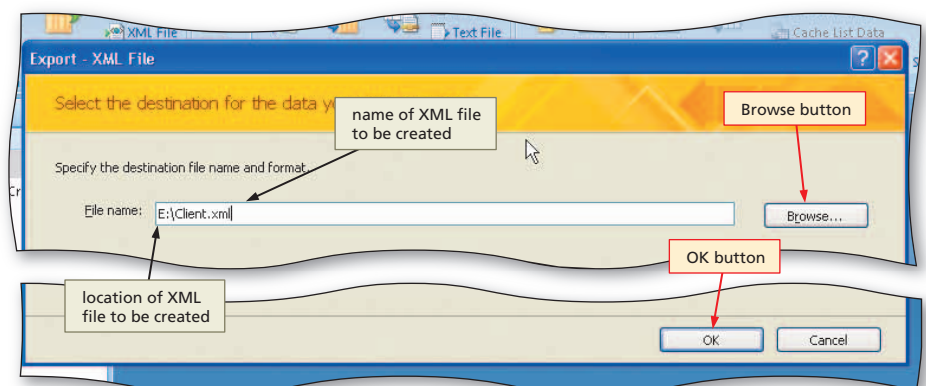 XML File
Text File
Cache List Data
Export - XML File
Select the destination for the data y
name of XML file
to be created
Browse button
Specify the destination file name and format.
File name:
E:\Client.xml
Browse...
OK button
location of XML
file to be created
OK
Cancel